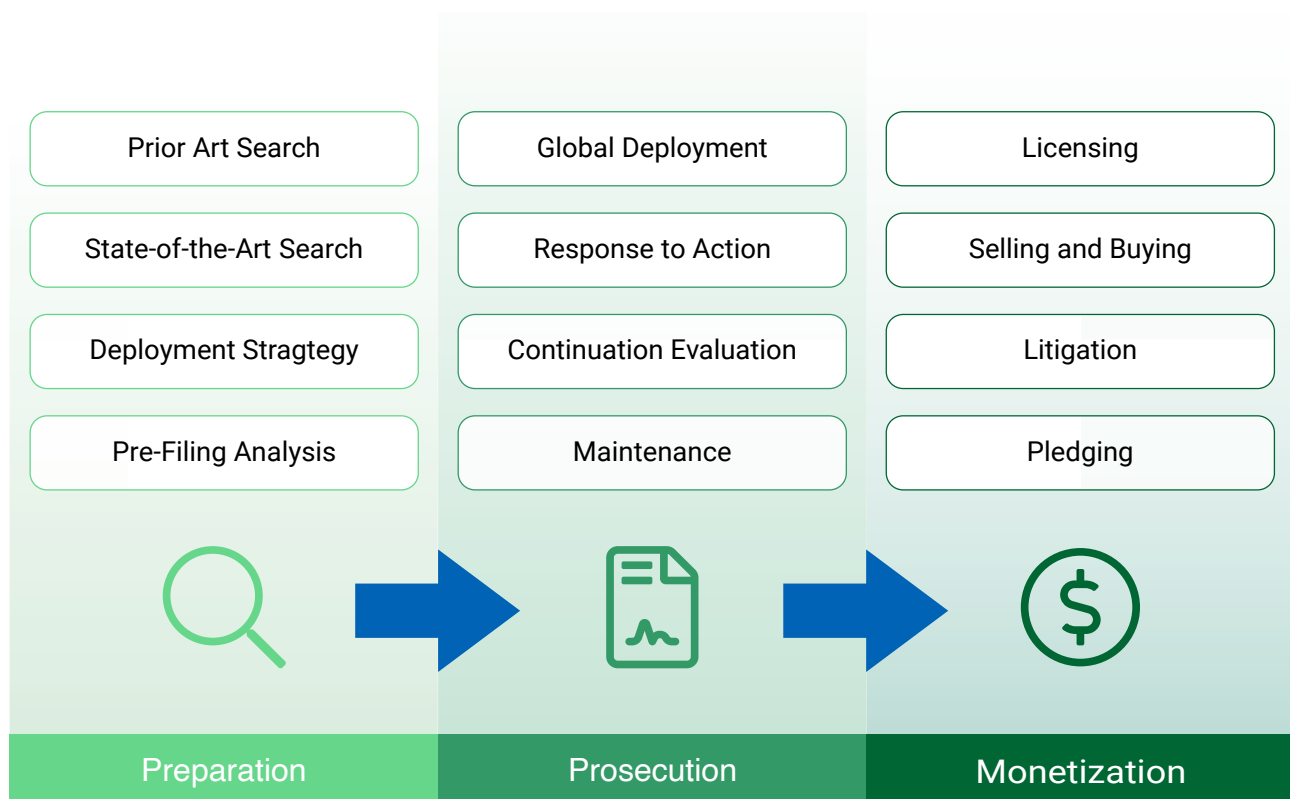 Prior Art Search
State-of-the-Art Search
Deployment Stragtegy
Pre-Filing Analysis
Preparation
Global Deployment
Response to Action
Continuation Evaluation
Maintenance
Prosecution
Licensing
Selling and Buying
Litigation
Pledging
$
Monetization